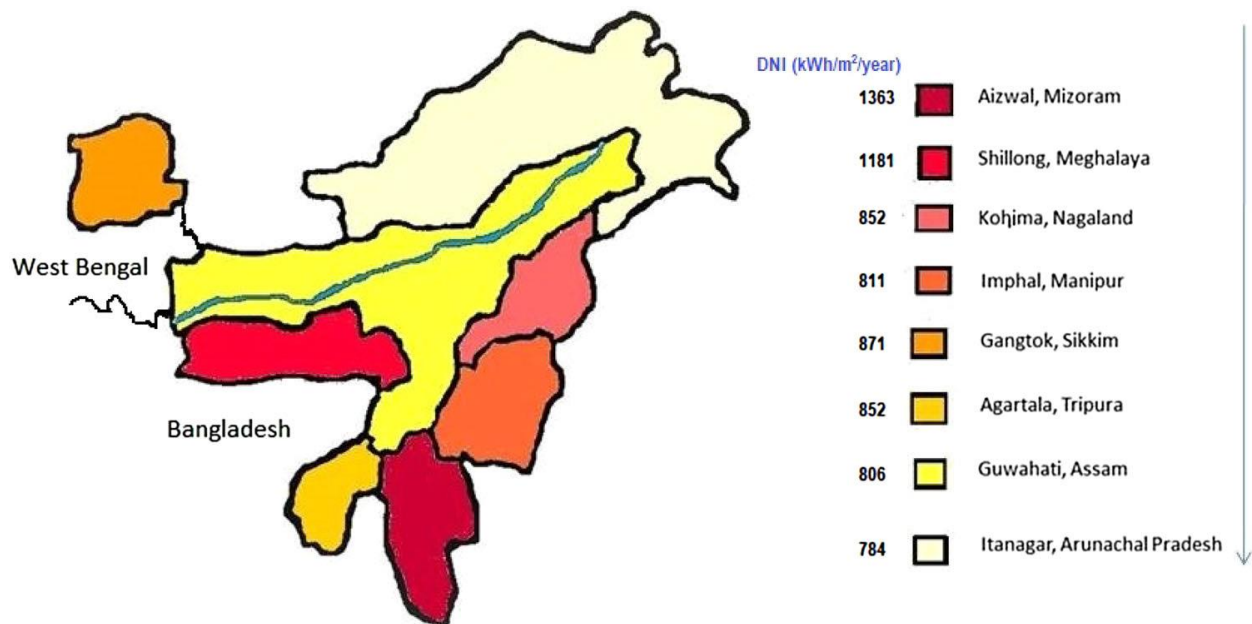 DNI (kWh/m²/year)
1363 Aizwal, Mizoram
1181 Shillong, Meghalaya
852 Kohima, Nagaland
811 Imphal, Manipur
871 Gangtok, Sikkim
852 Agartala, Tripura
806 Guwahati, Assam
784 Itanagar, Arunachal Pradesh
West Bengal
Bangladesh